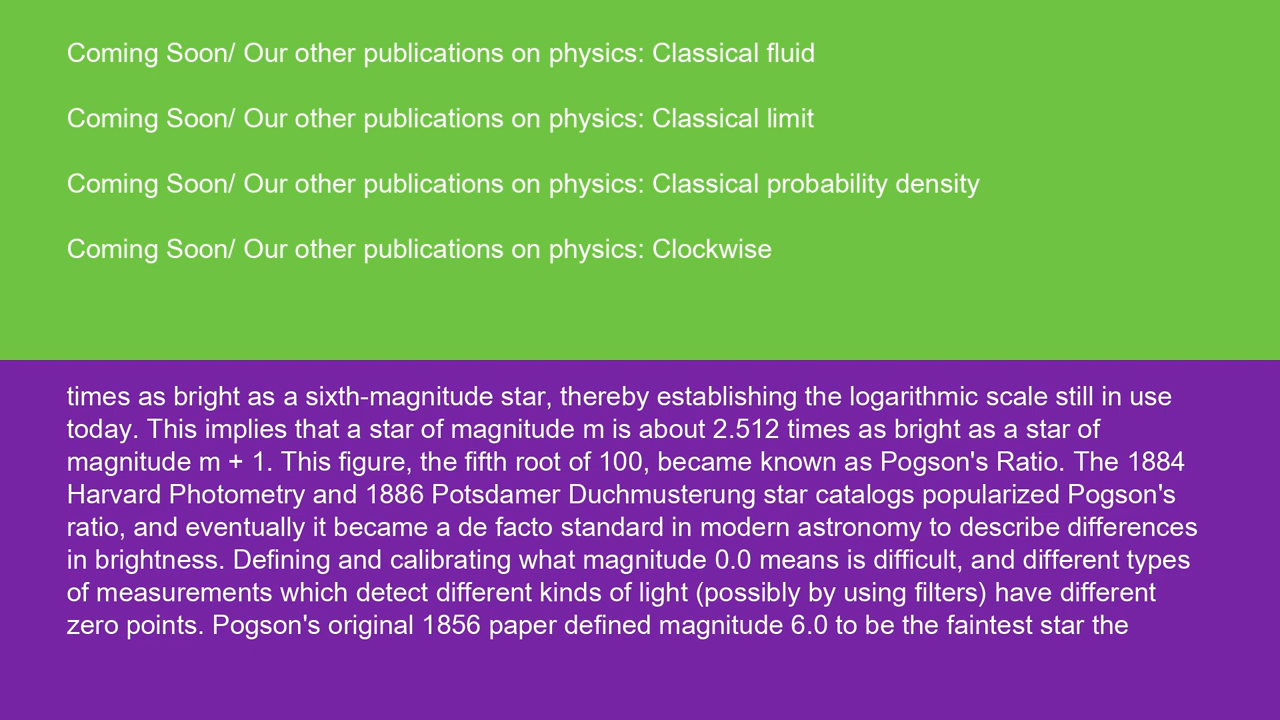 Coming Soon/ Our other publications on physics: Classical fluid
Coming Soon/ Our other publications on physics: Classical limit
Coming Soon/ Our other publications on physics: Classical probability density
Coming Soon/ Our other publications on physics: Clockwise
times as bright as a sixth-magnitude star, thereby establishing the logarithmic scale still in use
today. This implies that a star of magnitude m is about 2.512 times as bright as a star of
magnitude m + 1. This figure, the fifth root of 100, became known as Pogson's Ratio. The 1884
Harvard Photometry and 1886 Potsdamer Duchmusterung star catalogs popularized Pogson's
ratio, and eventually it became a de facto standard in modern astronomy to describe differences
in brightness. Defining and calibrating what magnitude 0.0 means is difficult, and different types
of measurements which detect different kinds of light (possibly by using filters) have different
zero points. Pogson's original 1856 paper defined magnitude 6.0 to be the faintest star the